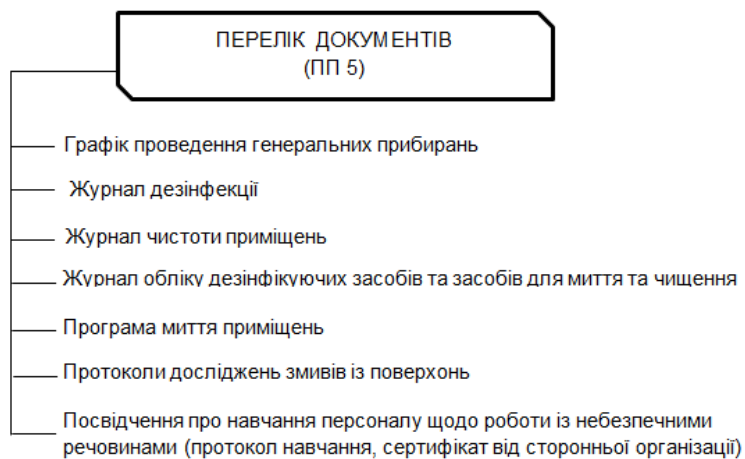 ПЕРЕЛІК ДОКУМЕНТІВ
(ПП 5)
Графік проведення генеральних прибирань
Журнал дезінфекції
Журнал чистоти приміщень
Журнал обліку дезінфікуючих засобів та засобів для миття та чищення
Програма миття приміщень
Протоколи досліджень змивів із поверхонь
Посвідчення про навчання персоналу щодо роботи із небезпечними
речовинами (протокол навчання, сертифікат від сторонньої організації)